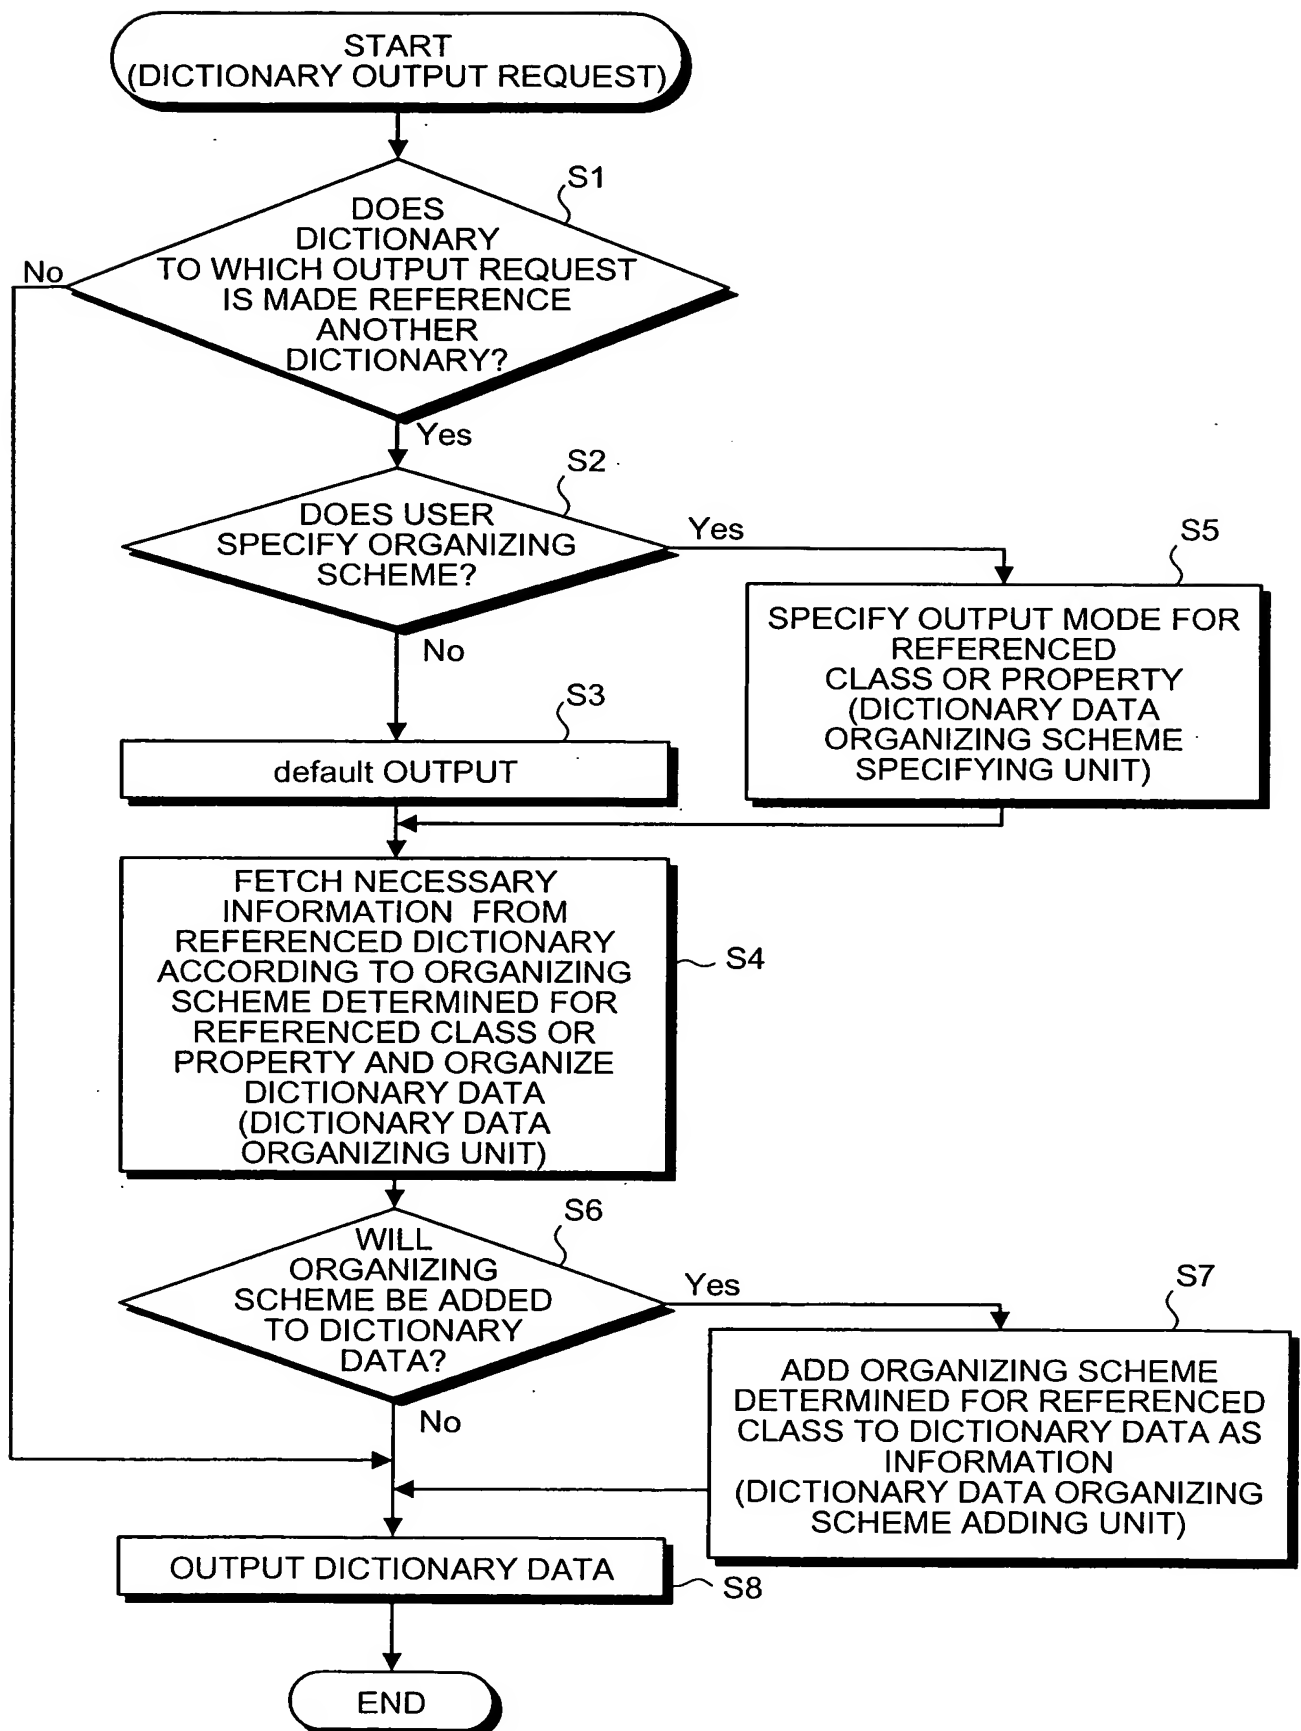 START
(DICTIONARY OUTPUT REQUEST)
S1
DOES
DICTIONARY
TO WHICH OUTPUT REQUEST
IS MADE REFERENCE
ANOTHER
DICTIONARY?
No
Yes
S2
DOES USER
SPECIFY ORGANIZING
SCHEME?
Yes
No
S5
SPECIFY OUTPUT MODE FOR
REFERENCED
CLASS OR PROPERTY
(DICTIONARY DATA
ORGANIZING SCHEME
SPECIFYING UNIT)
S3
default OUTPUT
FETCH NECESSARY
INFORMATION FROM
REFERENCED DICTIONARY
ACCORDING TO ORGANIZING
SCHEME DETERMINED FOR
REFERENCED CLASS OR
PROPERTY AND ORGANIZE
DICTIONARY DATA
(DICTIONARY DATA
ORGANIZING UNIT)
S4
S6
WILL
ORGANIZING
SCHEME BE ADDED
TO DICTIONARY
DATA?
Yes
No
S7
ADD ORGANIZING SCHEME
DETERMINED FOR REFERENCED
CLASS TO DICTIONARY DATA AS
INFORMATION
(DICTIONARY DATA ORGANIZING
SCHEME ADDING UNIT)
OUTPUT DICTIONARY DATA
S8
END